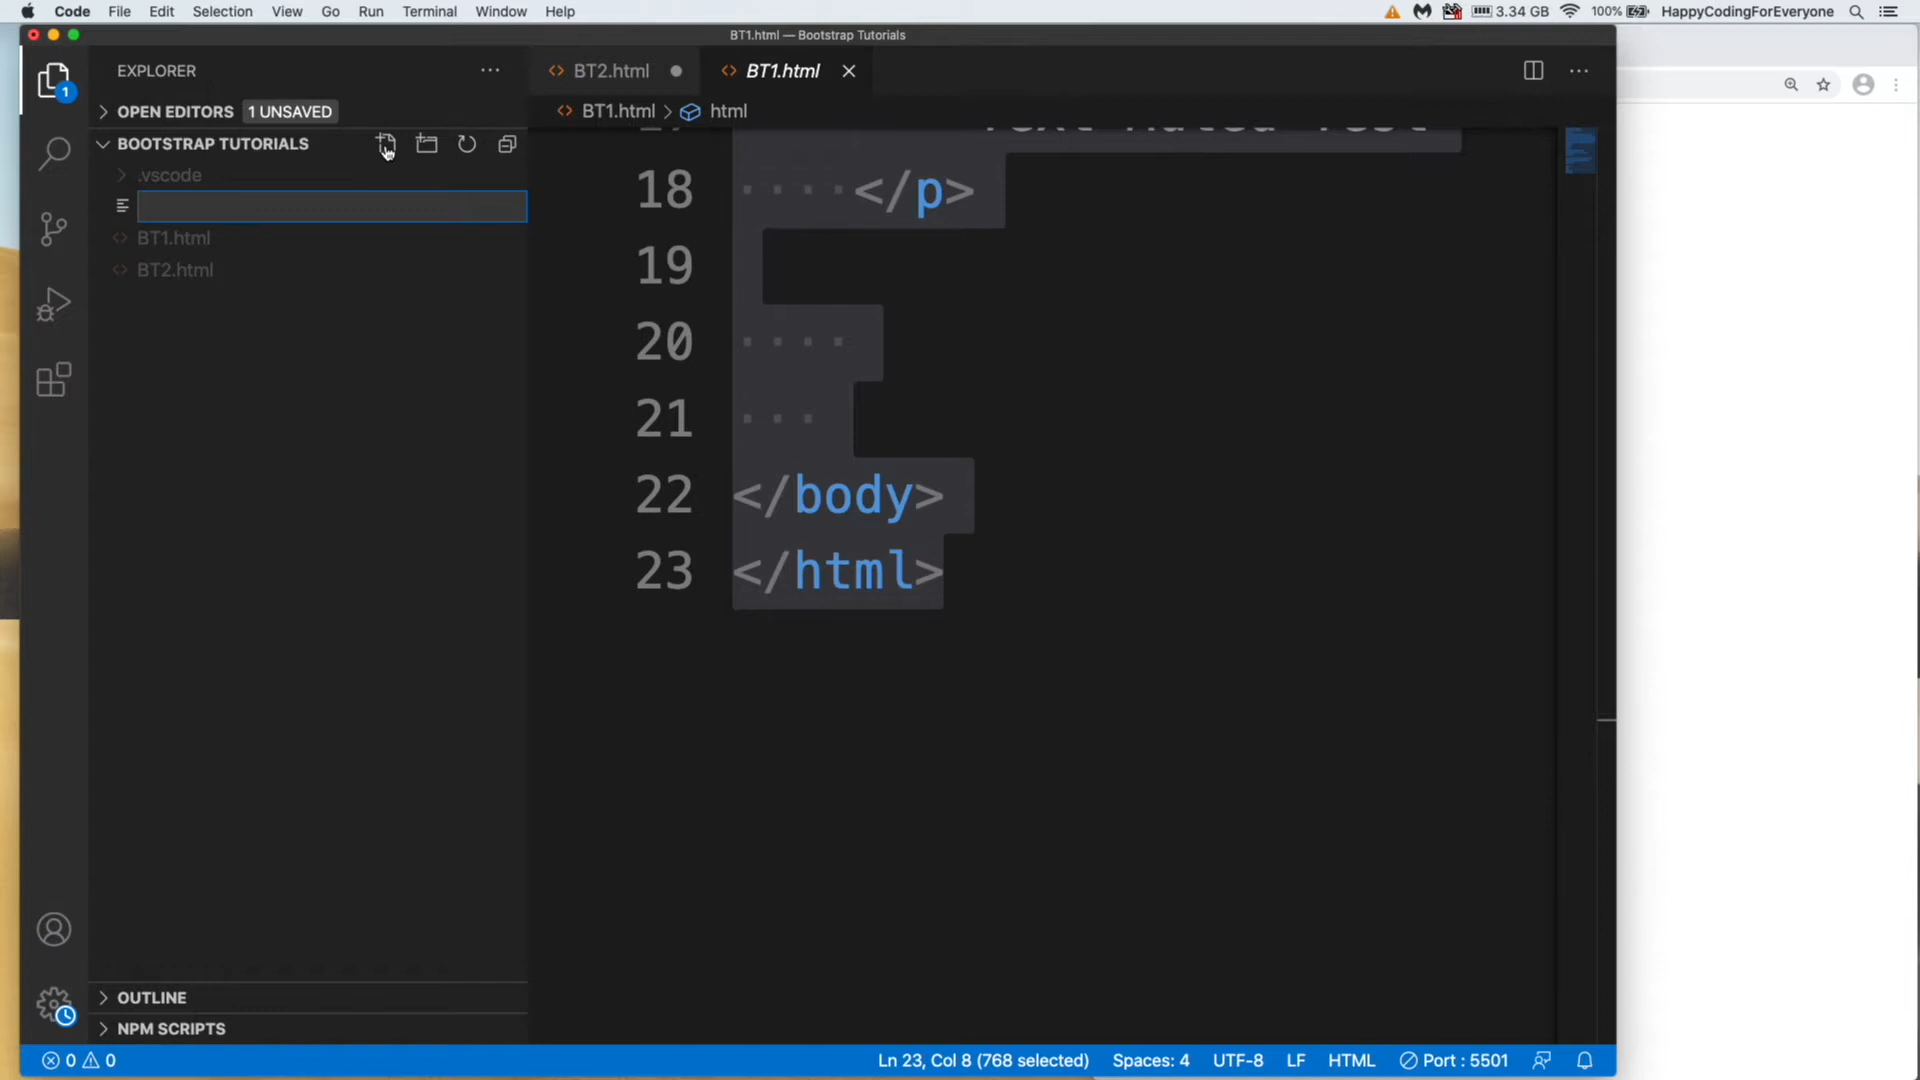 Code File Edit Selection View Go Run Terminal Window Help 3.34 GB 100% HappyCodingForEveryone
BT1.html — Bootstrap Tutorials
EXPLORER
BT2.html BT1.html
OPEN EDITORS 1 UNSAVED
BT1.html > html
BOOTSTRAP TUTORIALS
.vscode
BT1.html
BT2.html
18 </p>
19
20
21
22 </body>
23 </html>
OUTLINE
NPM SCRIPTS
0 0 Ln 23, Col 8 (768 selected) Spaces: 4 UTF-8 LF HTML Port : 5501
1